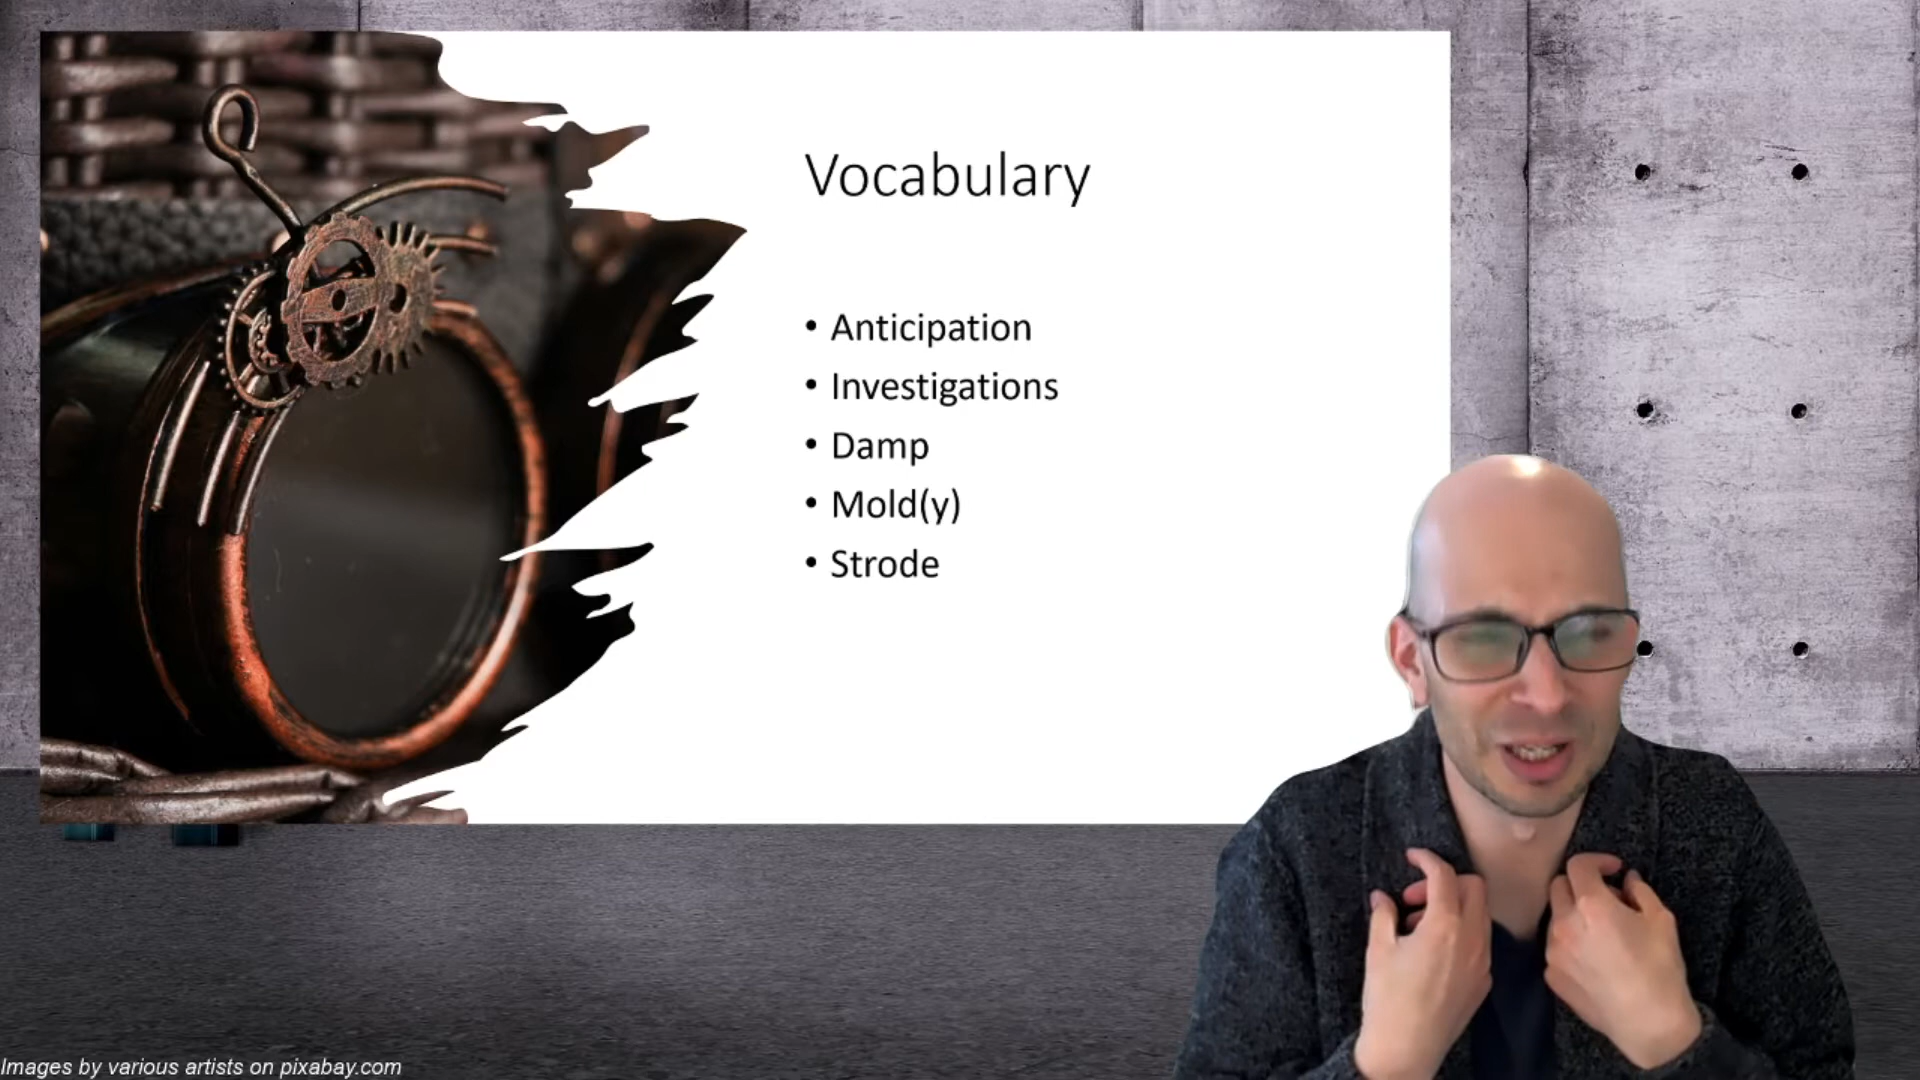 Vocabulary
• Anticipation
• Investigations
• Damp
• Mold(y)
• Strode
Images by various artists on pixabay.com